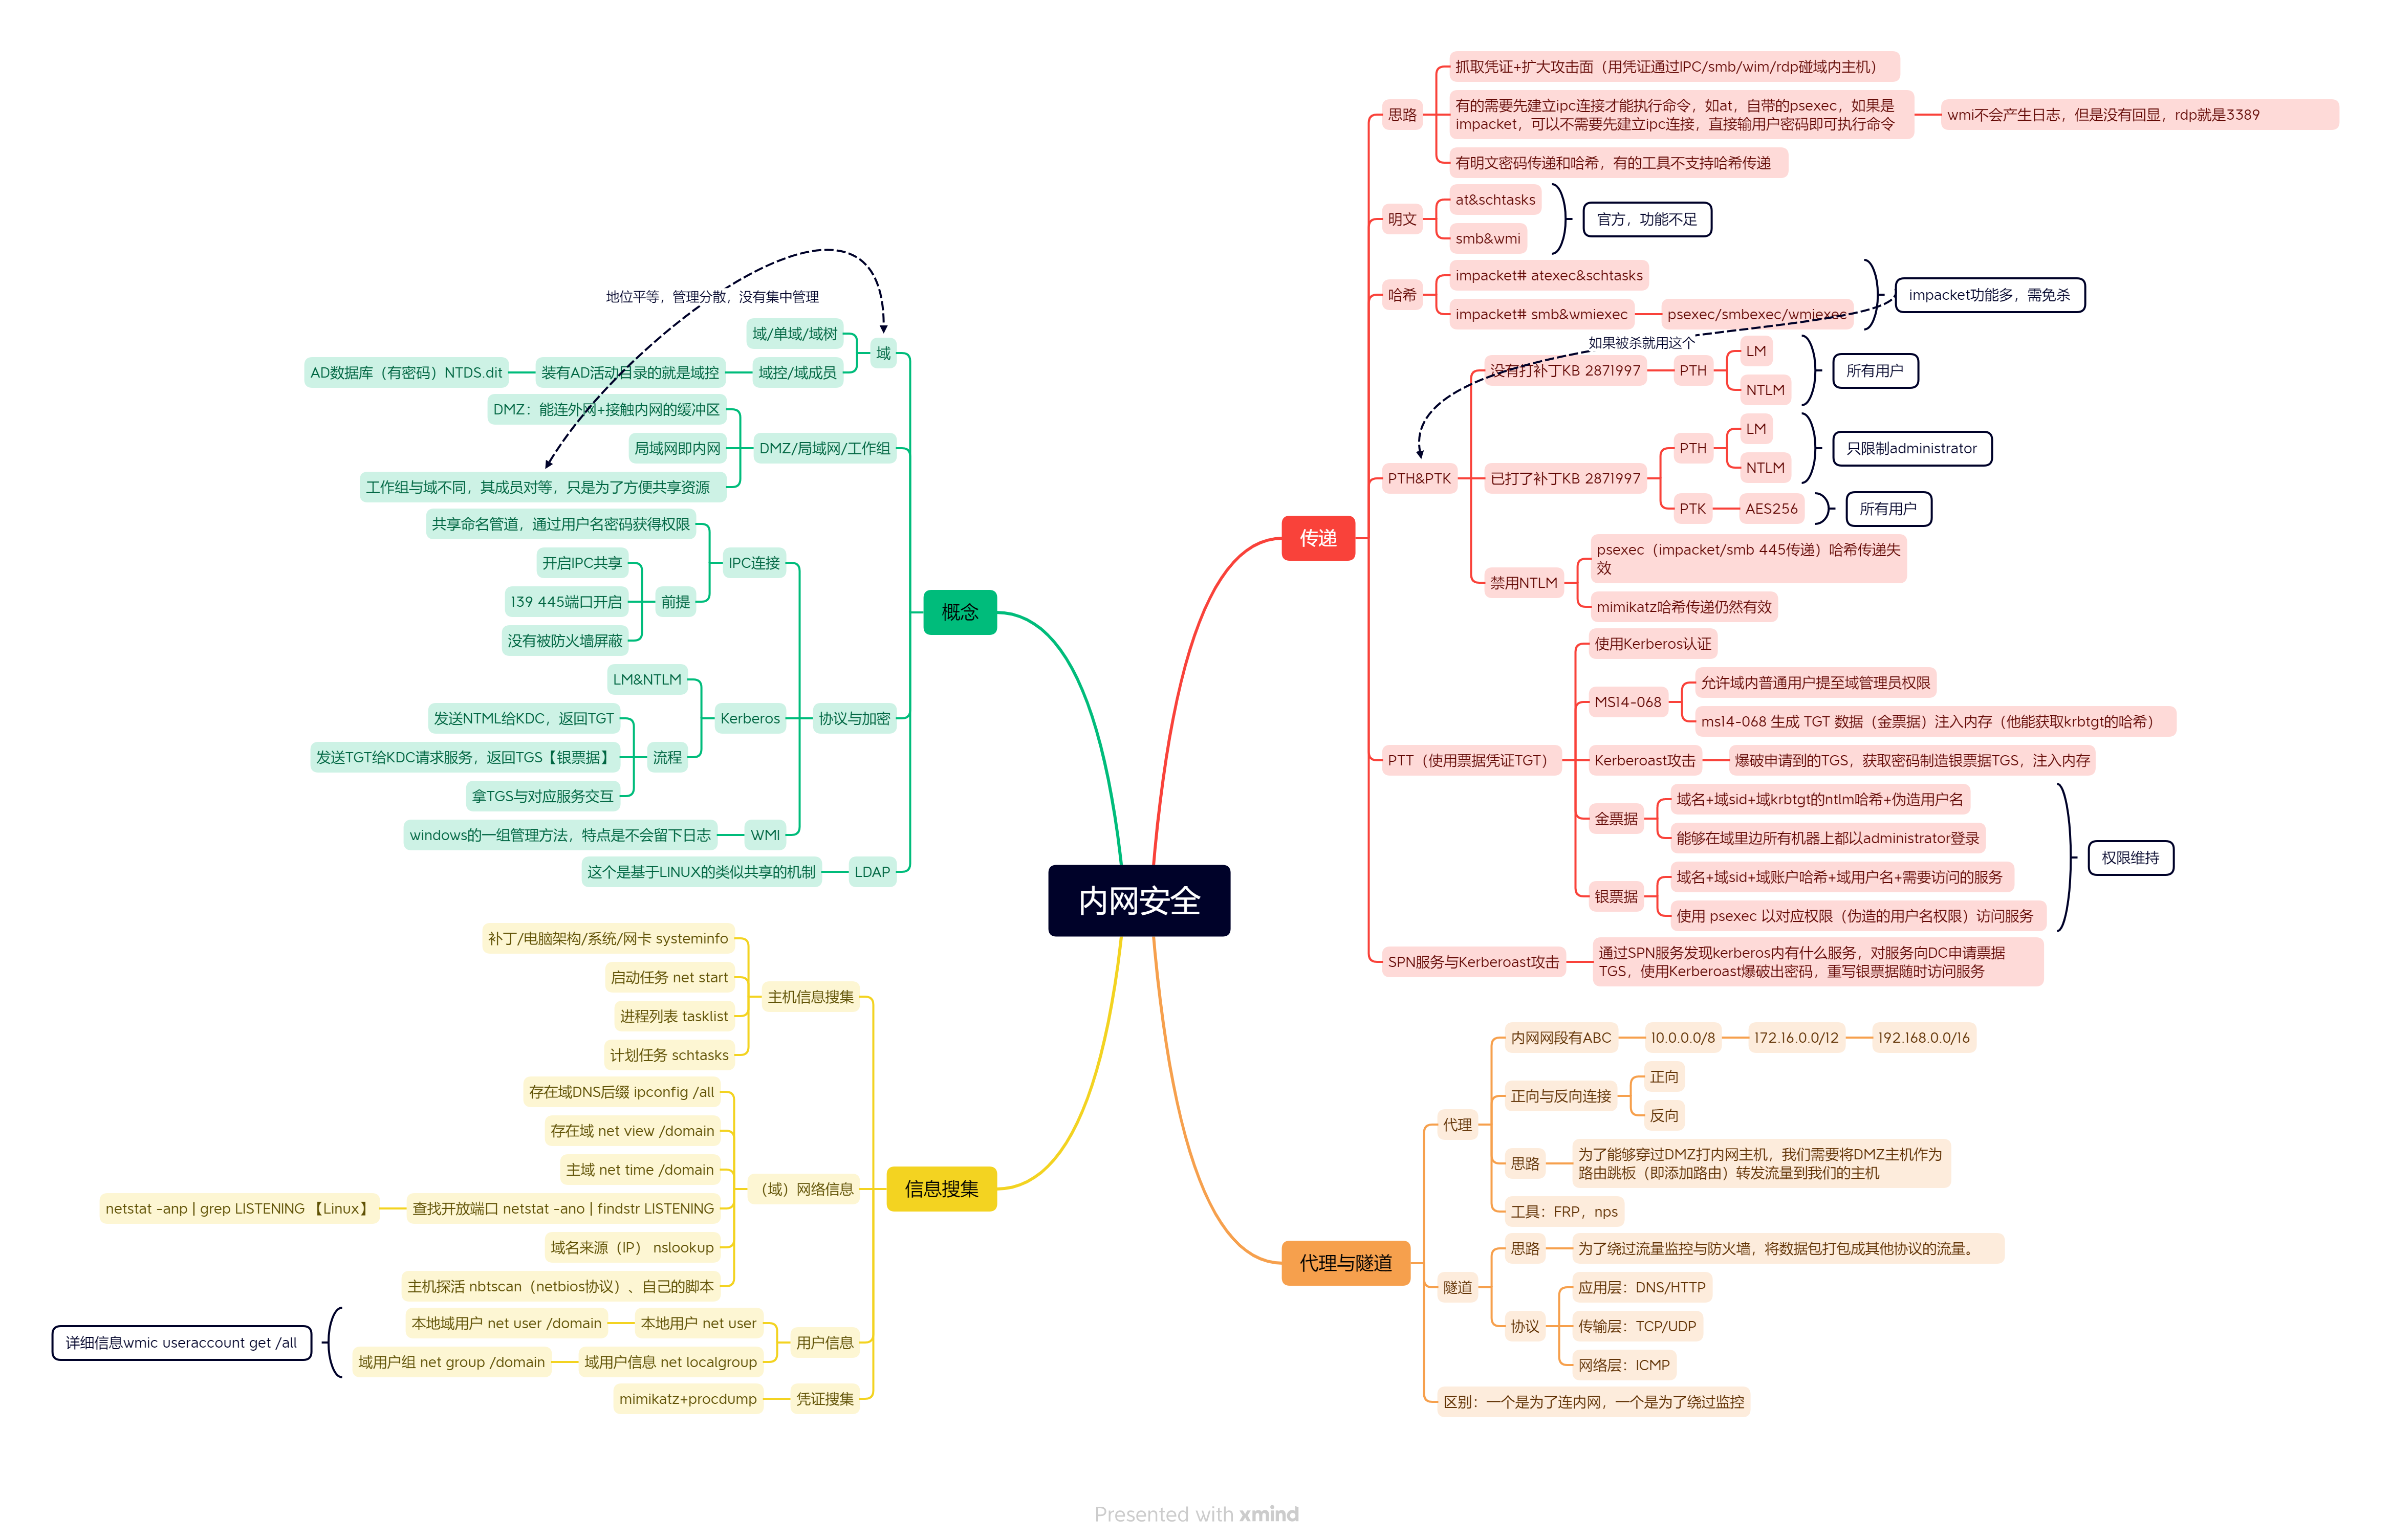 内网安全
传递
思路
抓取凭证+扩大攻击面（用凭证通过IPC/smb/wim/rdp碰域内主机）
有的需要先建立ipc连接才能执行命令，如at，自带的psexec，如果是
impacket，可以不需要先建立ipc连接，直接输用户密码即可执行命令
wmi不会产生日志，但是没有回显，rdp就是3389
有明文密码传递和哈希，有的工具不支持哈希传递
明文
at&schtasks
smb&wmi
官方，功能不足
哈希
impacket# atexec&schtasks
impacket# smb&wmiexec
psexec/smbexec/wmiexec
impacket功能多，需免杀
如果被杀就用这个
PTH&PTK
没有打补丁KB 2871997
PTH
LM
NTLM
所有用户
已打了补丁KB 2871997
PTH
LM
NTLM
只限制administrator
PTK
AES256
所有用户
禁用NTLM
psexec（impacket/smb 445传递）哈希传递失
效
mimikatz哈希传递仍然有效
PTT（使用票据凭证TGT）
使用Kerberos认证
MS14-068
允许域内普通用户提至域管理员权限
ms14-068 生成 TGT 数据（金票据）注入内存（他能获取krbtgt的哈希）
Kerberoast攻击
爆破申请到的TGS，获取密码制造银票据TGS，注入内存
金票据
域名+域sid+域krbtgt的ntlm哈希+伪造用户名
能够在域里边所有机器上都以administrator登录
银票据
域名+域sid+域账户哈希+域用户名+需要访问的服务
使用 psexec 以对应权限（伪造的用户名权限）访问服务
权限维持
SPN服务与Kerberoast攻击
通过SPN服务发现kerberos内有什么服务，对服务向DC申请票据
TGS，使用Kerberoast爆破出密码，重写银票据随时访问服务
代理与隧道
代理
内网网段有ABC
10.0.0.0/8
172.16.0.0/12
192.168.0.0/16
正向与反向连接
正向
反向
思路
为了能够穿过DMZ打内网主机，我们需要将DMZ主机作为
路由跳板（即添加路由）转发流量到我们的主机
工具：FRP，nps
隧道
思路
为了绕过流量监控与防火墙，将数据包打包成其他协议的流量。
协议
应用层：DNS/HTTP
传输层：TCP/UDP
网络层：ICMP
区别：一个是为了连内网，一个是为了绕过监控
概念
地位平等，管理分散，没有集中管理
域
域/单域/域树
域控/域成员
装有AD活动目录的就是域控
AD数据库（有密码）NTDS.dit
DMZ/局域网/工作组
DMZ：能连外网+接触内网的缓冲区
局域网即内网
工作组与域不同，其成员对等，只是为了方便共享资源
协议与加密
IPC连接
共享命名管道，通过用户名密码获得权限
前提
开启IPC共享
139 445端口开启
没有被防火墙屏蔽
Kerberos
LM&NTLM
流程
发送NTML给KDC，返回TGT
发送TGT给KDC请求服务，返回TGS【银票据】
拿TGS与对应服务交互
WMI
windows的一组管理方法，特点是不会留下日志
LDAP
这个是基于LINUX的类似共享的机制
信息搜集
主机信息搜集
补丁/电脑架构/系统/网卡 systeminfo
启动任务 net start
进程列表 tasklist
计划任务 schtasks
（域）网络信息
存在域DNS后缀 ipconfig /all
存在域 net view /domain
主域 net time /domain
查找开放端口 netstat -ano | findstr LISTENING
netstat -anp | grep LISTENING 【Linux】
域名来源（IP） nslookup
主机探活 nbtscan（netbios协议）、自己的脚本
用户信息
本地用户 net user
本地域用户 net user /domain
域用户信息 net localgroup
域用户组 net group /domain
详细信息wmic useraccount get /all
凭证搜集
mimikatz+procdump
Presented with xmind